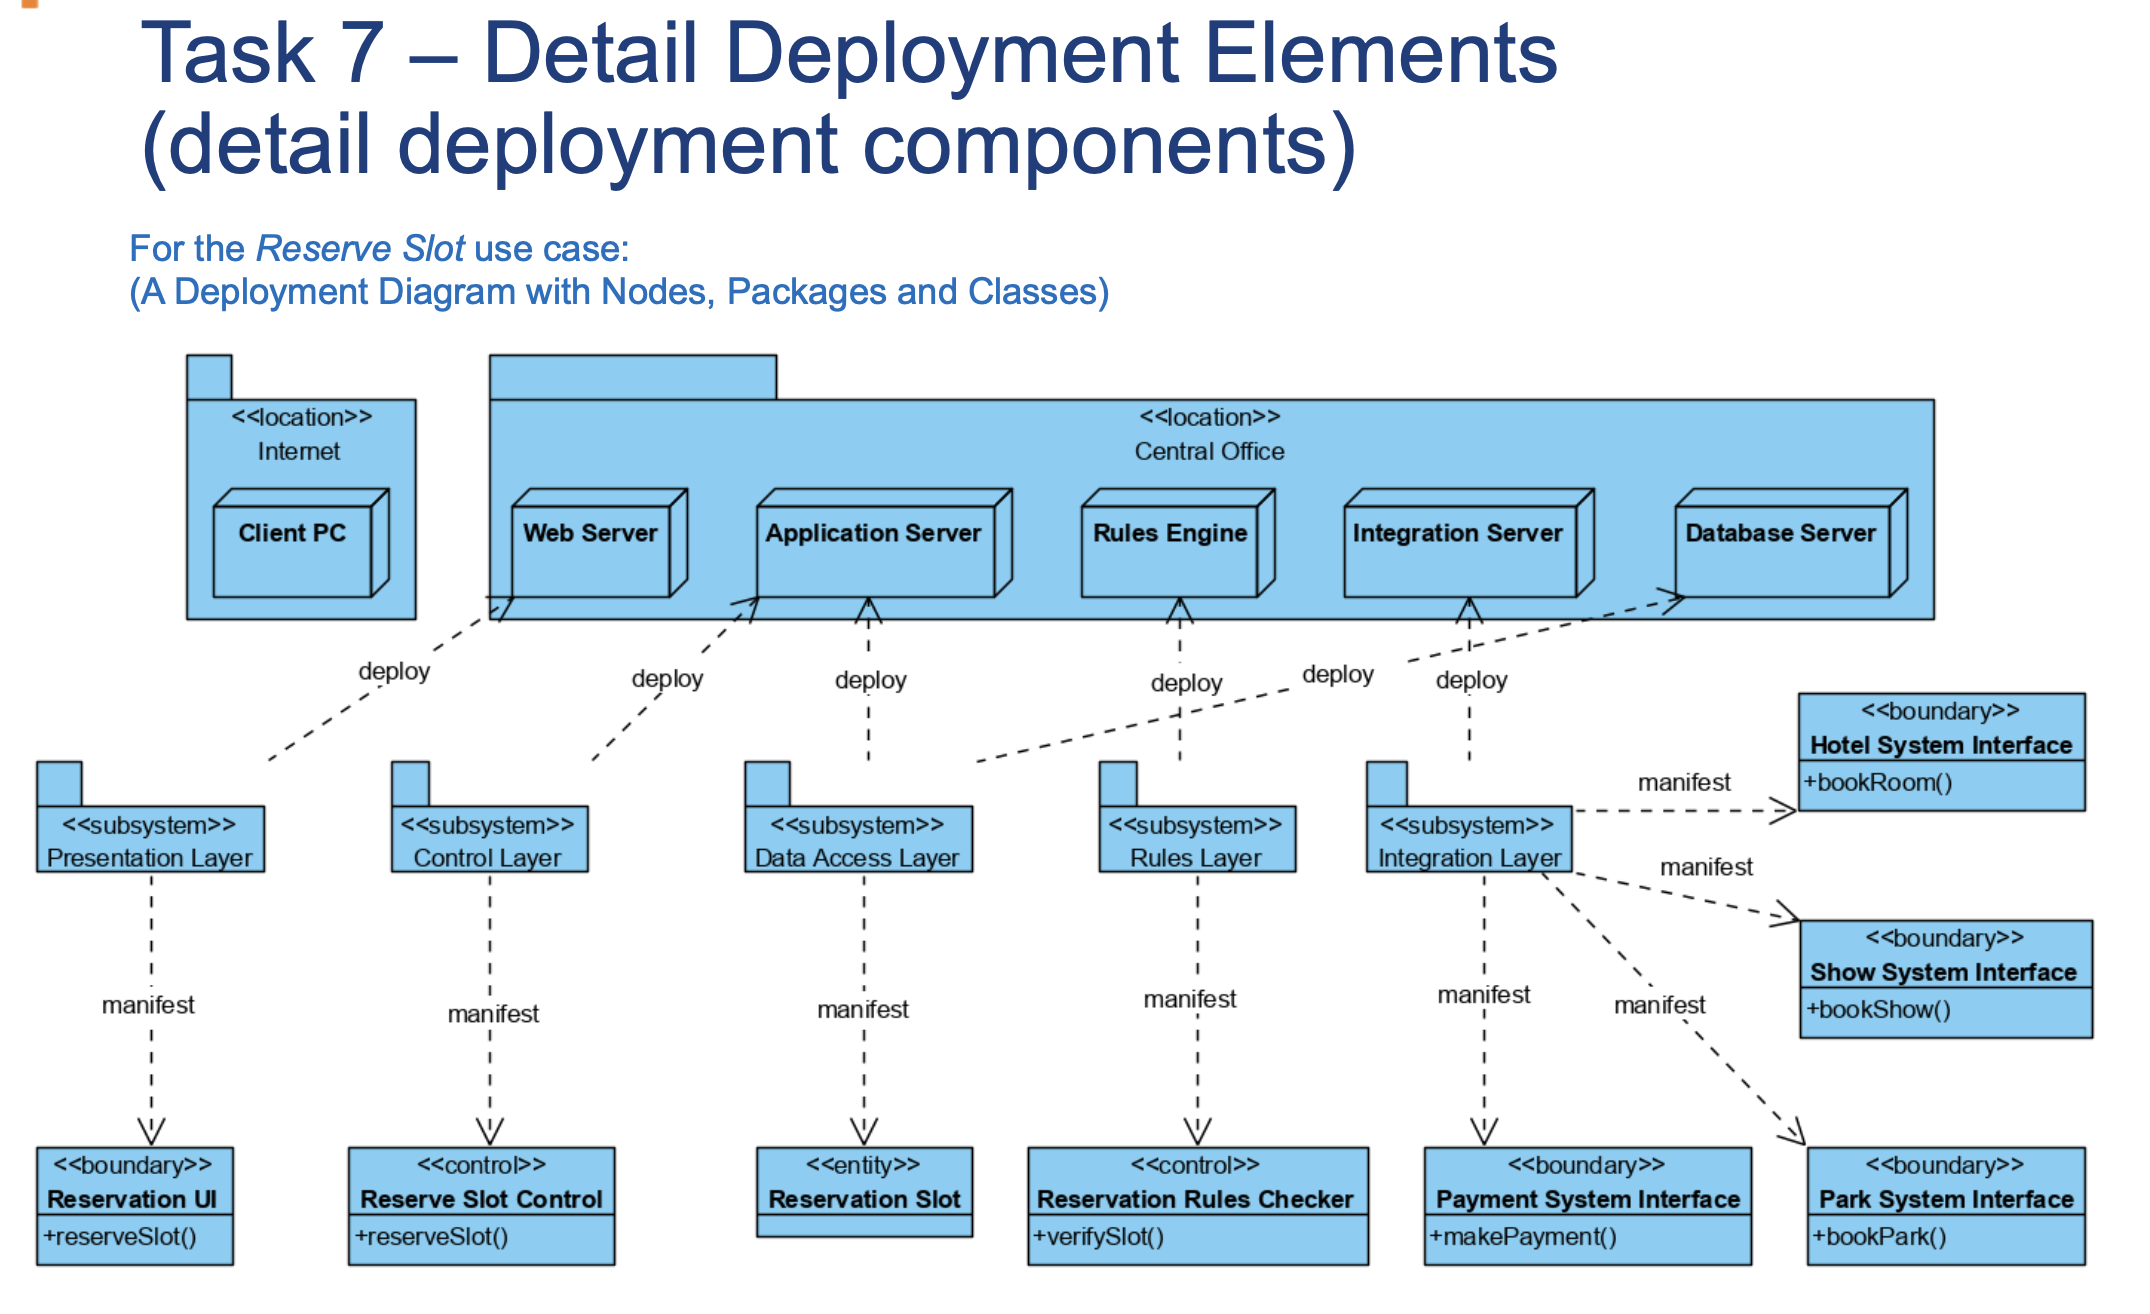 Task 7 – Detail Deployment Elements
(detail deployment components)
For the Reserve Slot use case:
(A Deployment Diagram with Nodes, Packages and Classes)
<<location>>
Internet
Client PC
<<location>>
Central Office
Web Server
Application Server
Rules Engine
Integration Server
Database Server
deploy
deploy
deploy
deploy
deploy
deploy
<<subsystem>>
Presentation Layer
<<subsystem>>
Control Layer
<<subsystem>>
Data Access Layer
<<subsystem>>
Rules Layer
<<subsystem>>
Integration Layer
manifest
<<boundary>>
Hotel System Interface
+bookRoom()
manifest
<<boundary>>
Show System Interface
+bookShow()
manifest
manifest
manifest
manifest
manifest
manifest
<<boundary>>
Reservation UI
+reserveSlot()
<<control>>
Reserve Slot Control
+reserveSlot()
<<entity>>
Reservation Slot
<<control>>
Reservation Rules Checker
+verifySlot()
<<boundary>>
Payment System Interface
+makePayment()
<<boundary>>
Park System Interface
+bookPark()